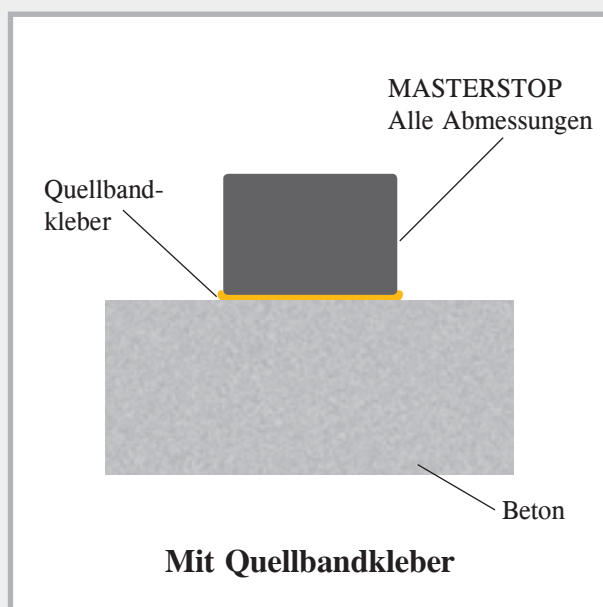 MASTERSTOP
Alle Abmessungen
Quellband-
kleber
Beton
Mit Quellbandkleber